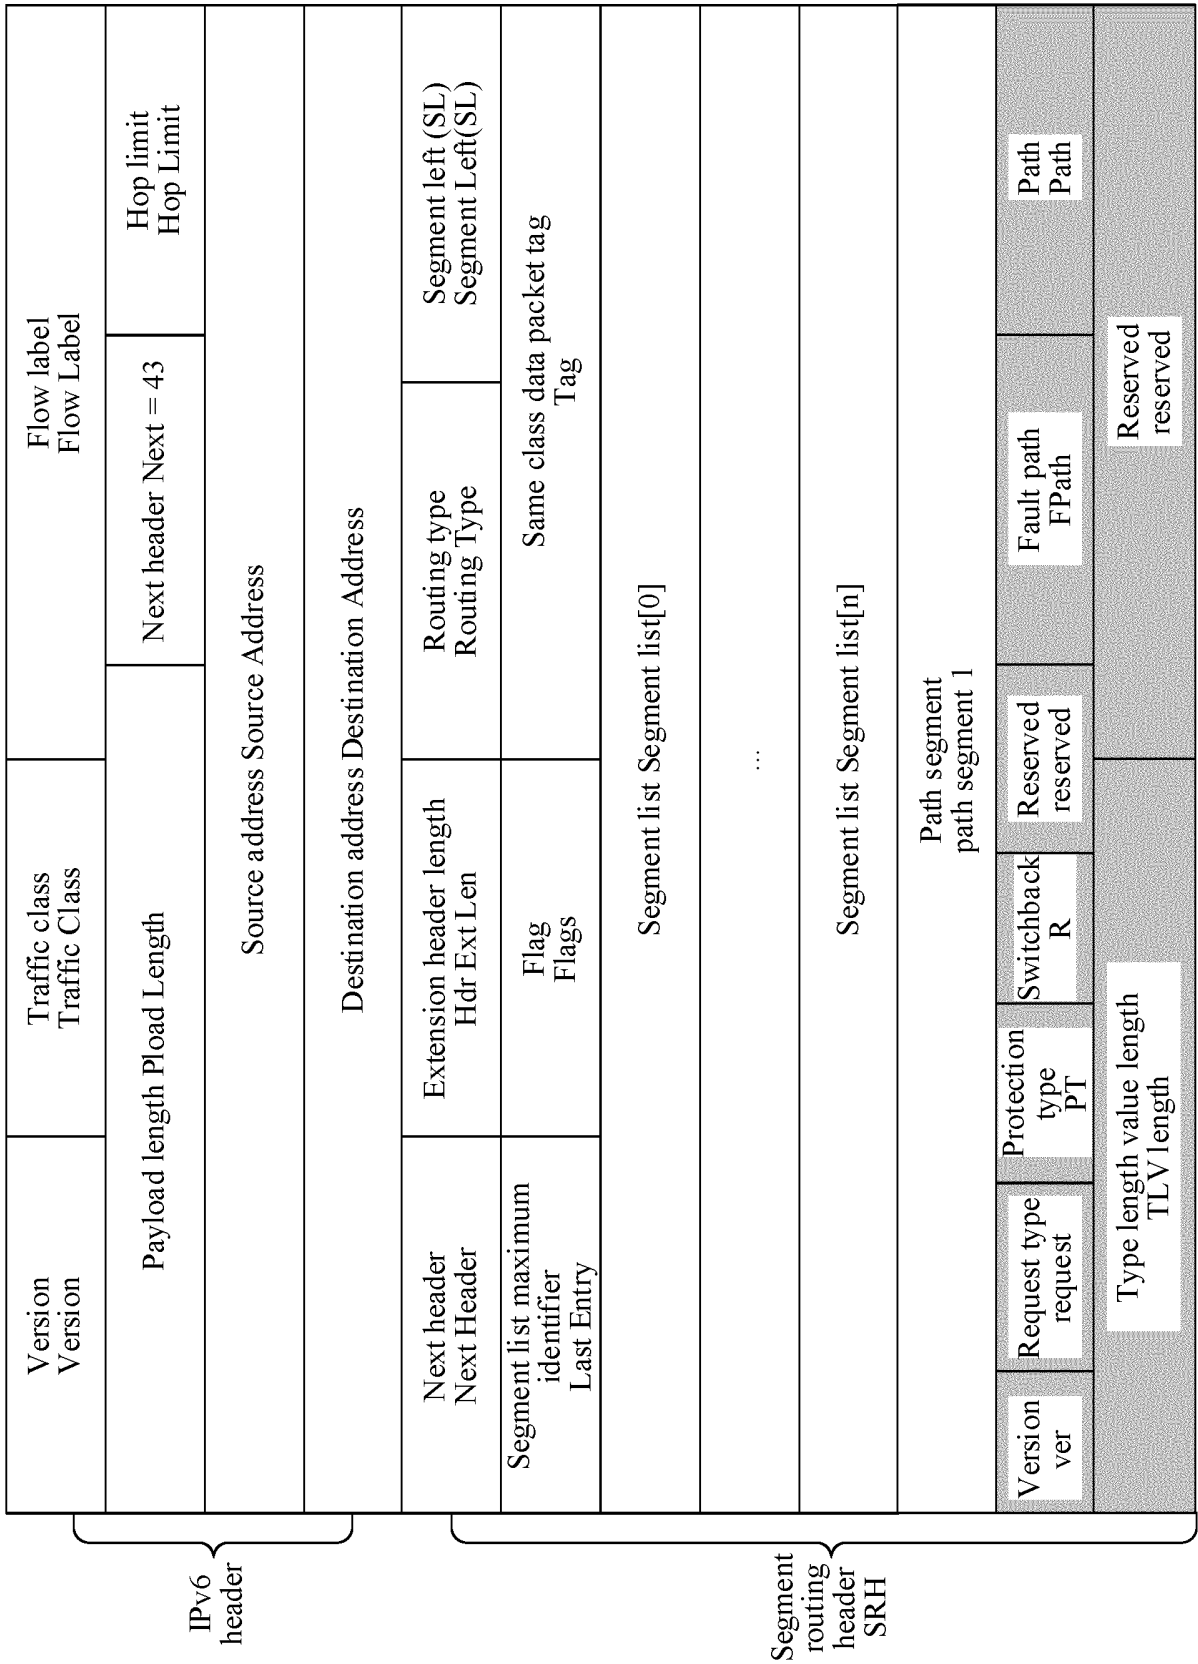 IPv6
header
Version
Version
Traffic class
Traffic Class
Flow label
Flow Label
Payload length Pload Length
Next header Next = 43
Hop limit
Hop Limit
Source address Source Address
Destination address Destination Address
Segment
routing
header
SRH
Next header
Next Header
Extension header length
Hdr Ext Len
Routing type
Routing Type
Segment left (SL)
Segment Left(SL)
Segment list maximum
identifier
Last Entry
Flag
Flags
Same class data packet tag
Tag
Segment list Segment list[0]
...
Segment list Segment list[n]
Path segment
path segment 1
Version
ver
Request type
request
Protection
type
PT
Switchback
R
Reserved
reserved
Fault path
FPath
Path
Path
Type length value length
TLV length
Reserved
reserved